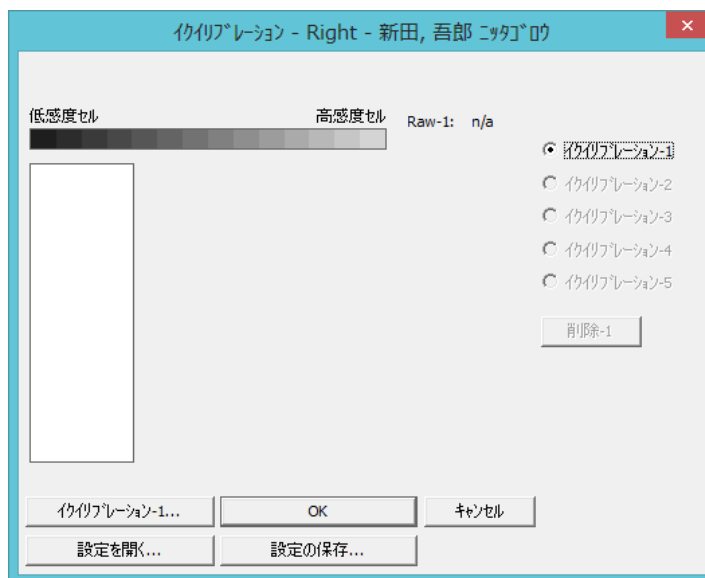 ｲｸｲﾘﾌﾞﾚｰｼｮﾝ - Right - 新田, 吾郎 ﾆｯﾀｺﾞﾛｳ
低感度ｾﾙ 高感度ｾﾙ Raw-1: n/a
ｲｸｲﾘﾌﾞﾚｰｼｮﾝ-1
ｲｸｲﾘﾌﾞﾚｰｼｮﾝ-2
ｲｸｲﾘﾌﾞﾚｰｼｮﾝ-3
ｲｸｲﾘﾌﾞﾚｰｼｮﾝ-4
ｲｸｲﾘﾌﾞﾚｰｼｮﾝ-5
削除-1
ｲｸｲﾘﾌﾞﾚｰｼｮﾝ-1... OK ｷｬﾝｾﾙ
設定を開く... 設定の保存...